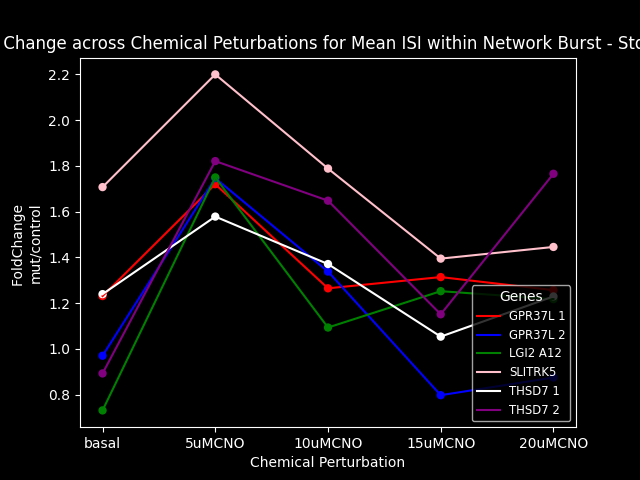 Change across Chemical Peturbations for Mean ISI within Network Burst - Sto
2.2
2.0
1.8
1.6
1.4
1.2
1.0
0.8
FoldChange
mut/control
Genes
GPR37L 1
GPR37L 2
LGI2 A12
SLITRK5
THSD7 1
THSD7 2
basal
5uMCNO
10uMCNO
15uMCNO
20uMCNO
Chemical Perturbation